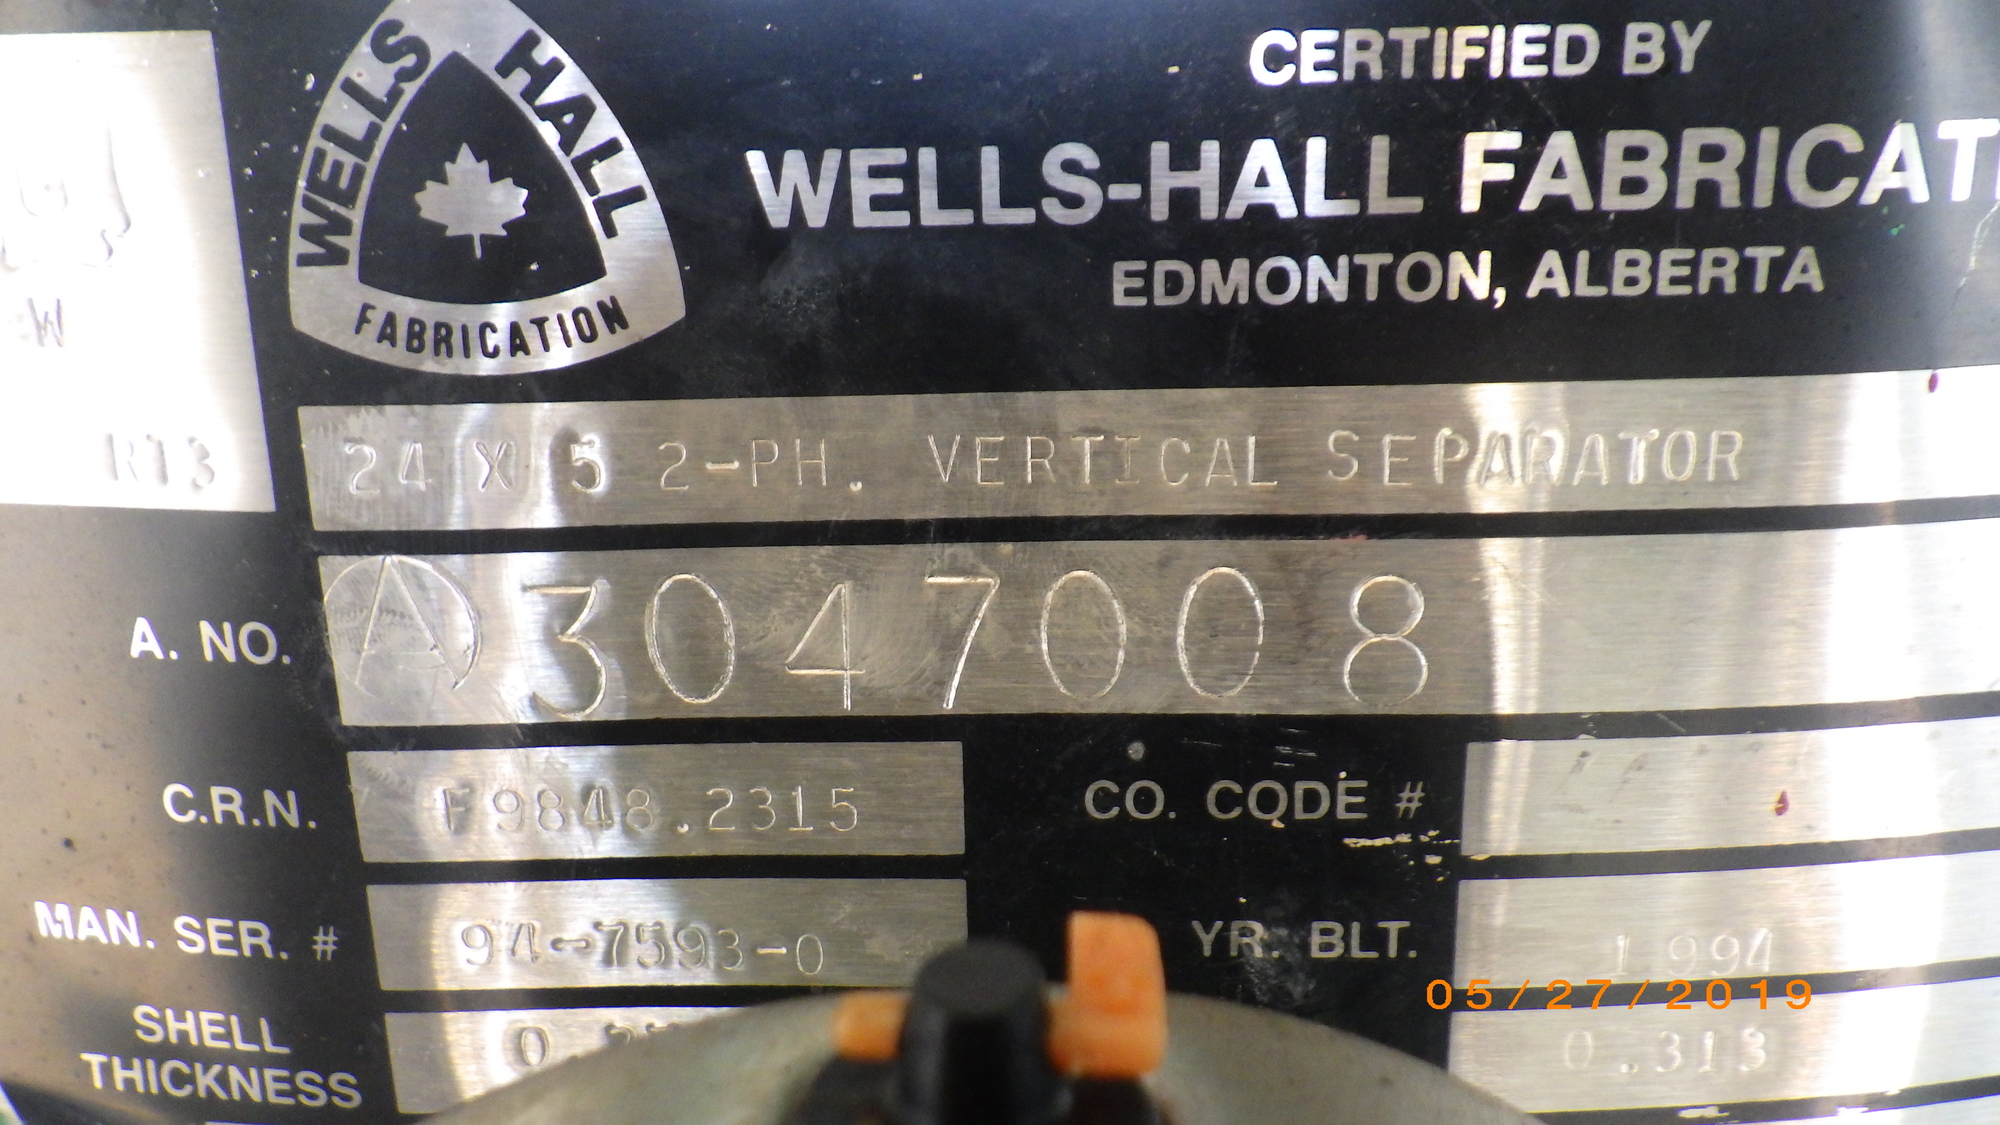 WELLS HALL
FABRICATION
CERTIFIED BY
WELLS-HALL FABRICAT
EDMONTON, ALBERTA
W
RT3
24 X 5 2-PH. VERTICAL SEPARATOR
A. NO. A 3047008
C.R.N. F9848.2315 CO. CODE #
MAN. SER. # 94-7593-0 YR. BLT. 1994
05/27/2019
SHELL
THICKNESS 0.313